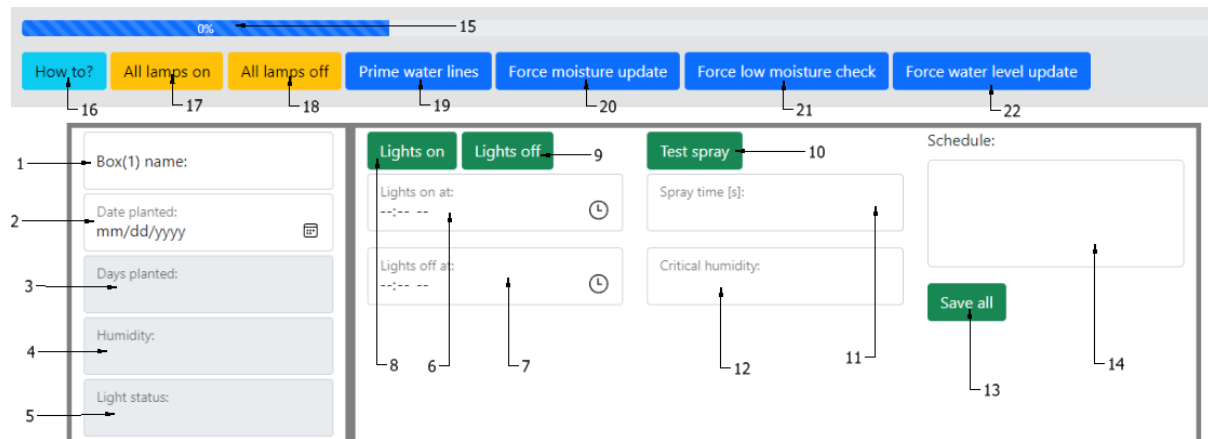 0%
15
How to?
All lamps on
All lamps off
Prime water lines
Force moisture update
Force low moisture check
Force water level update
16
17
18
19
20
21
22
1
Box(1) name:
2
Date planted:
mm/dd/yyyy
3
Days planted:
4
Humidity:
5
Light status:
Lights on
Lights off
9
Lights on at:
--:-- --
Lights off at:
--:-- --
8
6
7
Test spray
10
Spray time [s]:
Critical humidity:
11
12
Schedule:
Save all
13
14